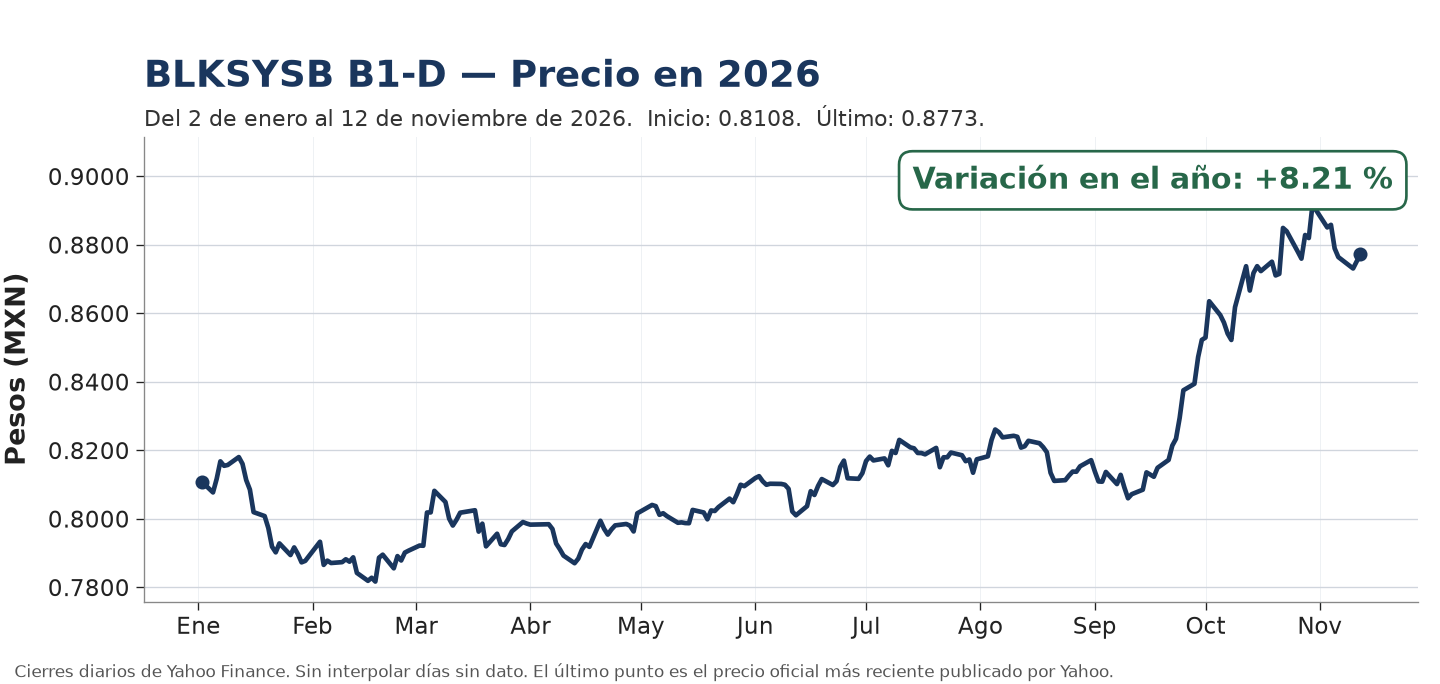 BLKSYSB B1-D — Precio en 2026
Del 2 de enero al 12 de noviembre de 2026.  Inicio: 0.8108.  Último: 0.8773.
Variación en el año: +8.21 %
Pesos (MXN)
0.9000
0.8800
0.8600
0.8400
0.8200
0.8000
0.7800
Ene Feb Mar Abr May Jun Jul Ago Sep Oct Nov
Cierres diarios de Yahoo Finance. Sin interpolar días sin dato. El último punto es el precio oficial más reciente publicado por Yahoo.